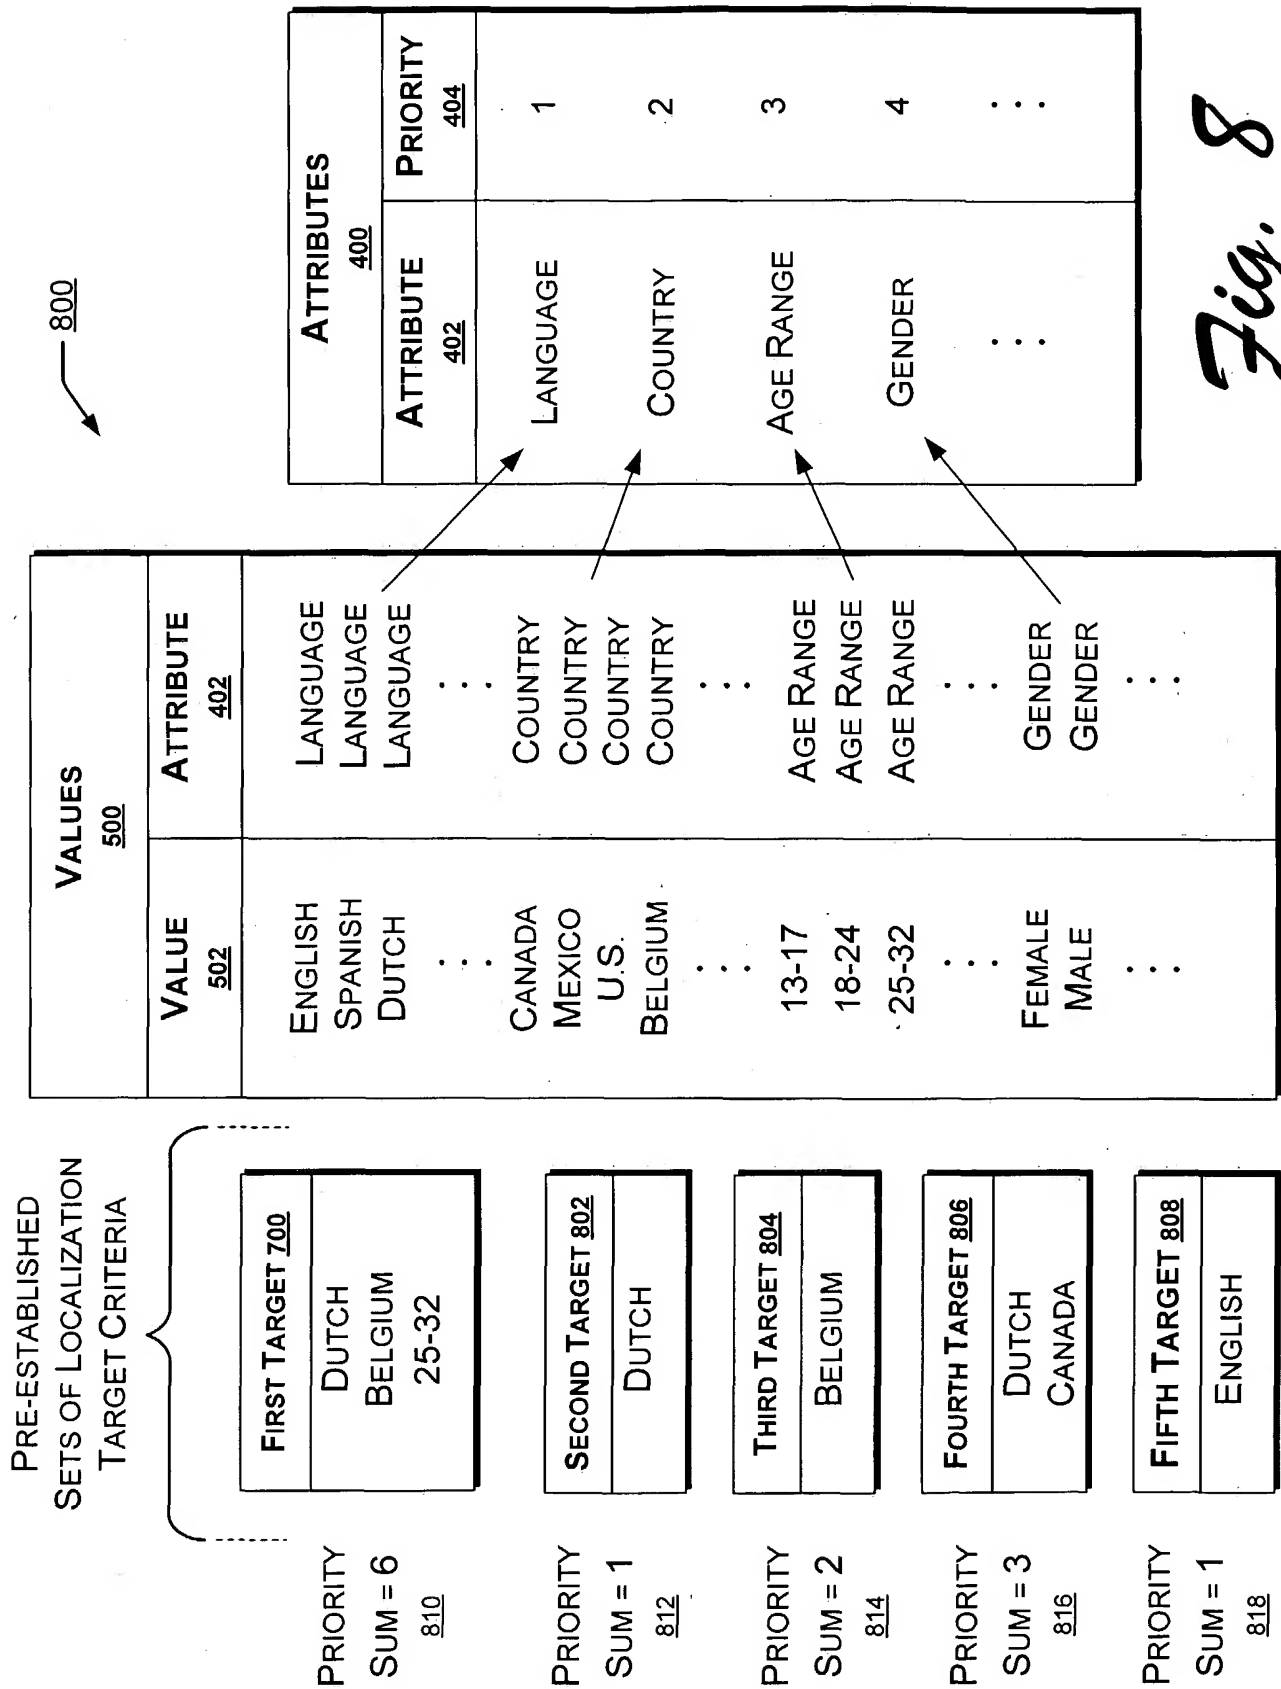 800
PRE-ESTABLISHED
SETS OF LOCALIZATION
TARGET CRITERIA
PRIORITY
SUM = 6
810
FIRST TARGET 700
DUTCH
BELGIUM
25-32
PRIORITY
SUM = 1
812
SECOND TARGET 802
DUTCH
PRIORITY
SUM = 2
814
THIRD TARGET 804
BELGIUM
PRIORITY
SUM = 3
816
FOURTH TARGET 806
DUTCH
CANADA
PRIORITY
SUM = 1
818
FIFTH TARGET 808
ENGLISH
VALUES
500
VALUE ATTRIBUTE
502 402
ENGLISH LANGUAGE
SPANISH LANGUAGE
DUTCH LANGUAGE
. . . . . .
CANADA COUNTRY
MEXICO COUNTRY
U.S. COUNTRY
BELGIUM COUNTRY
. . . . . .
13-17 AGE RANGE
18-24 AGE RANGE
25-32 AGE RANGE
. . . . . .
FEMALE GENDER
MALE GENDER
. . . . . .
ATTRIBUTES
400
ATTRIBUTE PRIORITY
402 404
LANGUAGE 1
COUNTRY 2
AGE RANGE 3
GENDER 4
. . . . . .
Fig. 8